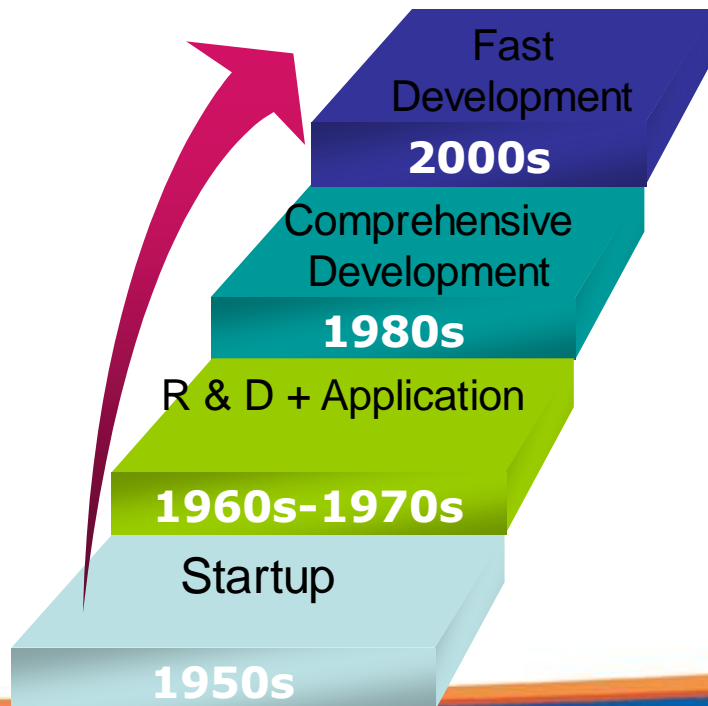 Fast
Development
2000s
Comprehensive
Development
1980s
R & D + Application
1960s-1970s
Startup
1950s